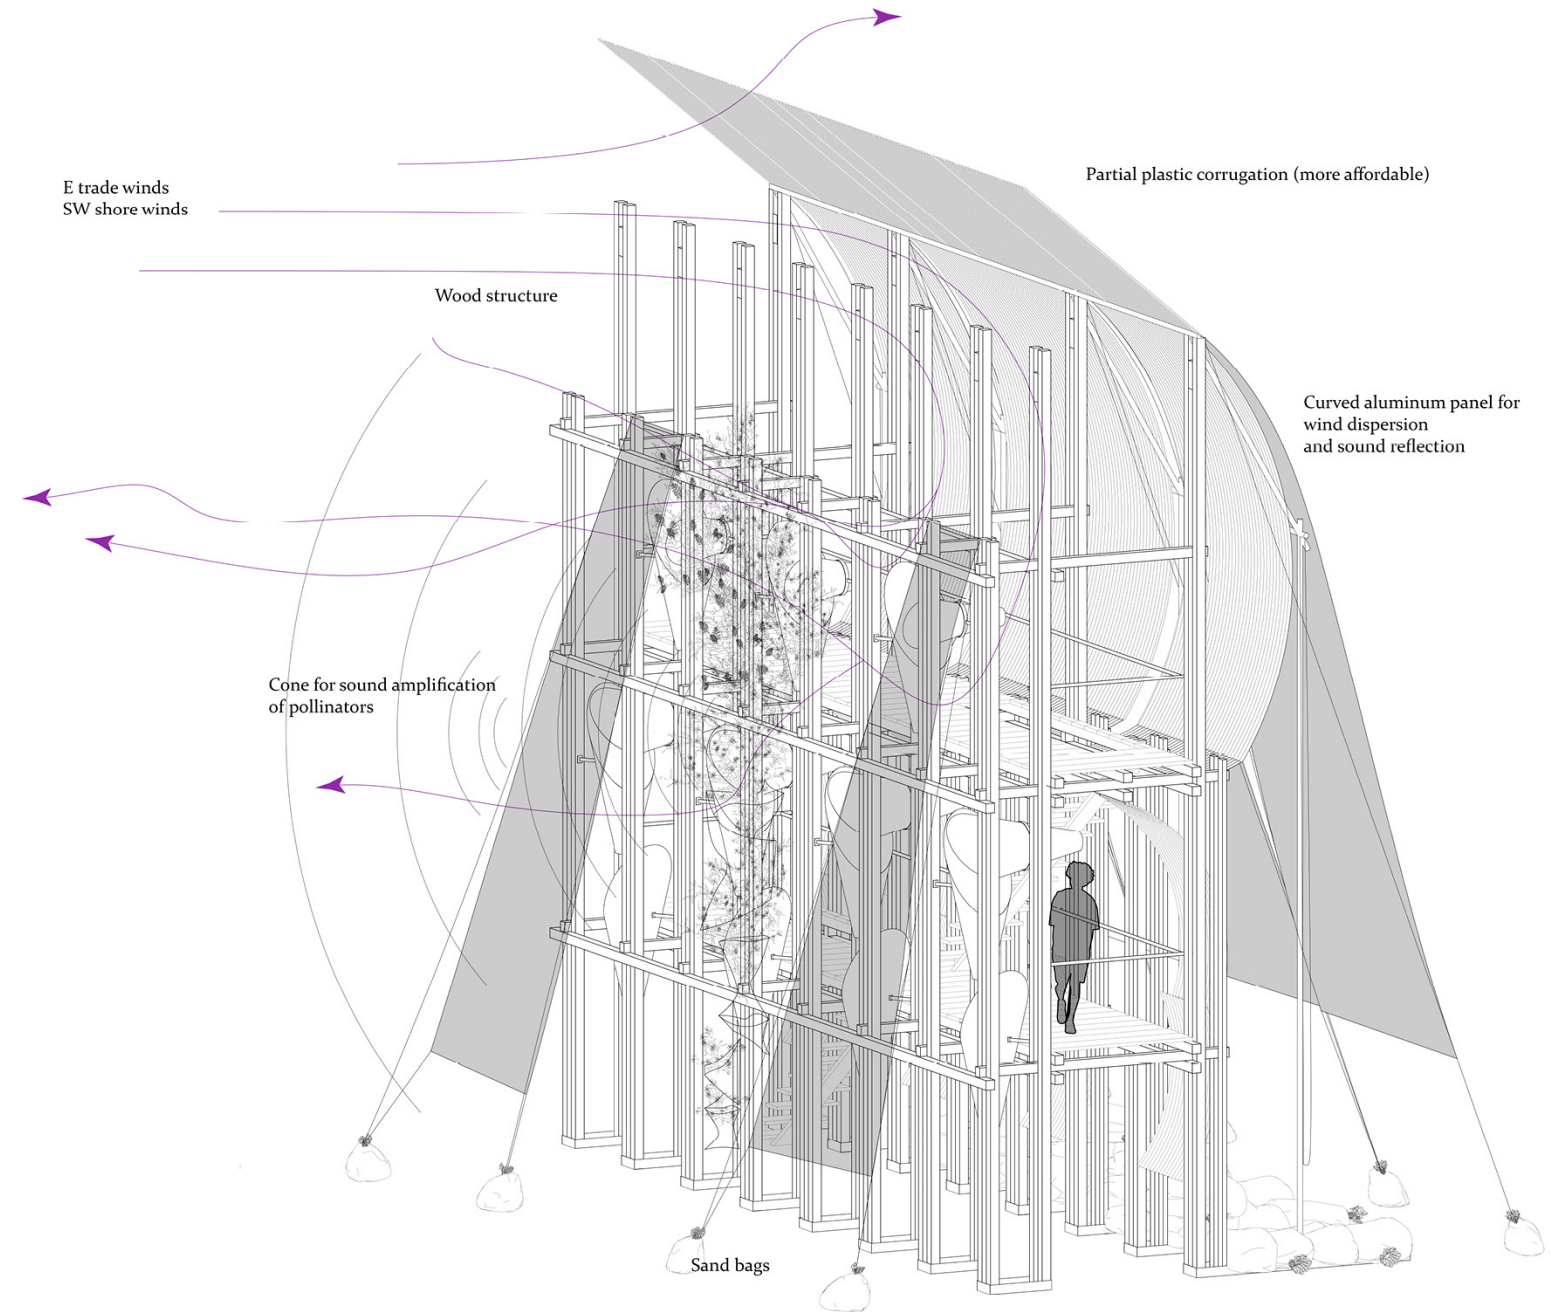 E trade winds
SW shore winds
Partial plastic corrugation (more affordable)
Wood structure
Curved aluminum panel for
wind dispersion
and sound reflection
Cone for sound amplification
of pollinators
Sand bags